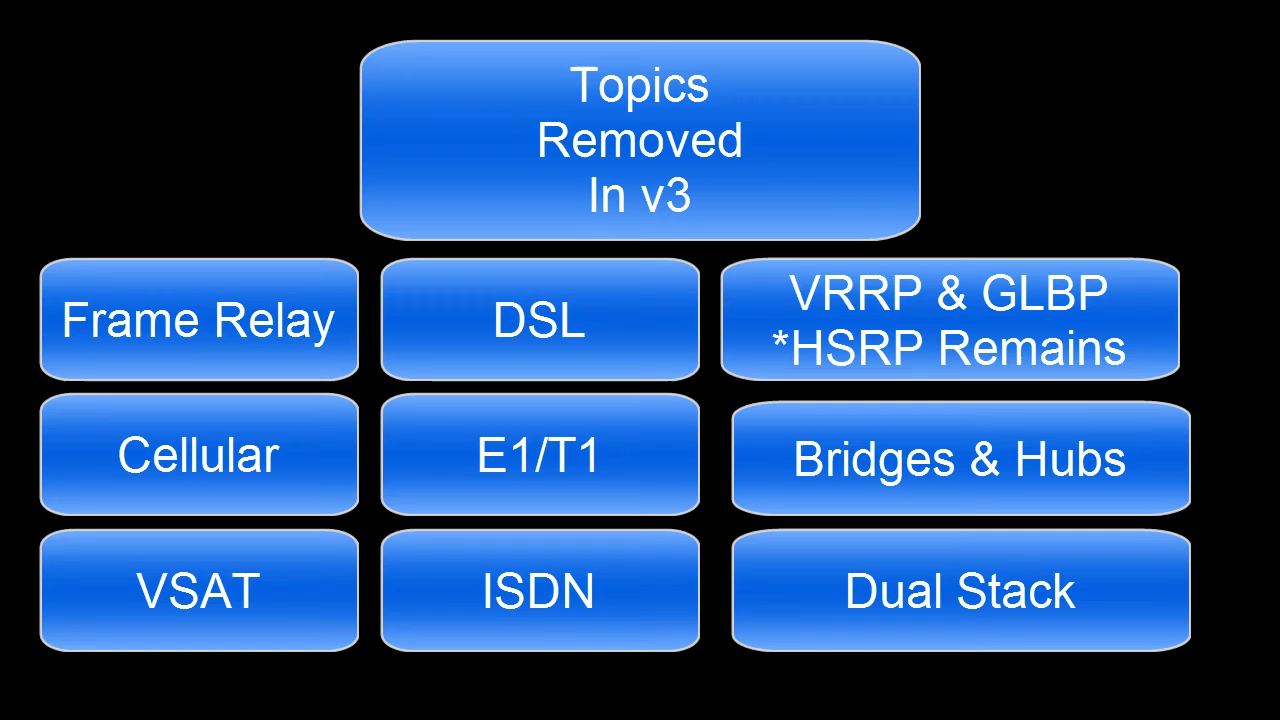 Topics
Removed
In v3
Frame Relay
DSL
VRRP & GLBP
*HSRP Remains
Cellular
E1/T1
Bridges & Hubs
VSAT
ISDN
Dual Stack